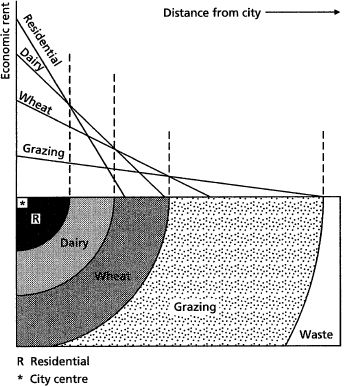 Distance from city
Economic rent
Residential
Dairy
Wheat
Grazing
*
R
Dairy
Wheat
Grazing
Waste
R Residential
* City centre